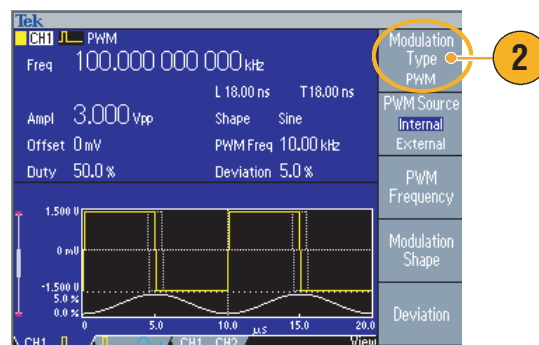 Tek
CH1 PWM
Freq 100.000 000 000 kHz
L 18.00 ns T18.00 ns
Ampl 3.000 Vpp Shape Sine
Offset 0 mV PWM Freq 10.00 kHz
Duty 50.0 % Deviation 5.0 %
1.500 V
0 mV
-1.500 V
5.0 %
0.0 %
0 5.0 10.0 µs 15.0 20.0
CH1 CH1 CH2 View
Modulation
Type
PWM
PWM Source
Internal
External
PWM
Frequency
Modulation
Shape
Deviation
2